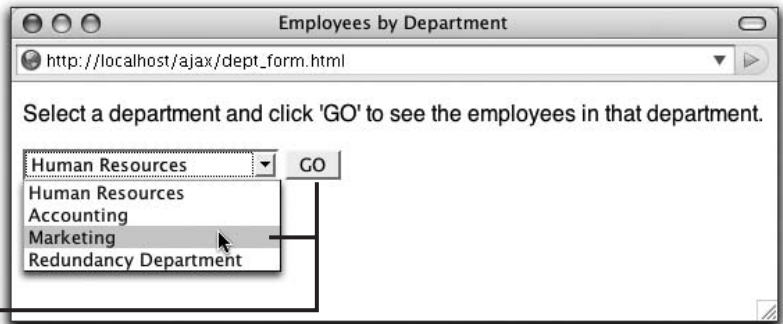 Employees by Department
http://localhost/ajax/dept_form.html
Select a department and click 'GO' to see the employees in that department.
Human Resources GO
Human Resources
Accounting
Marketing
Redundancy Department